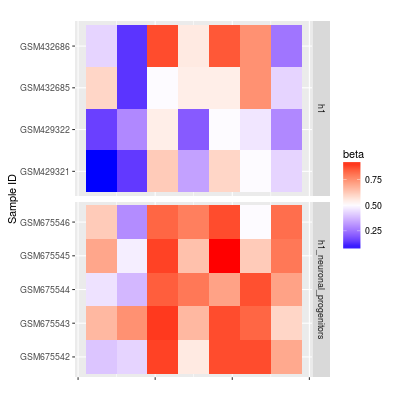 Sample ID
GSM432686
GSM432685
GSM429322
GSM429321
h1
GSM675546
GSM675545
GSM675544
GSM675543
GSM675542
h1_neuronal_progenitors
beta
0.75
0.50
0.25